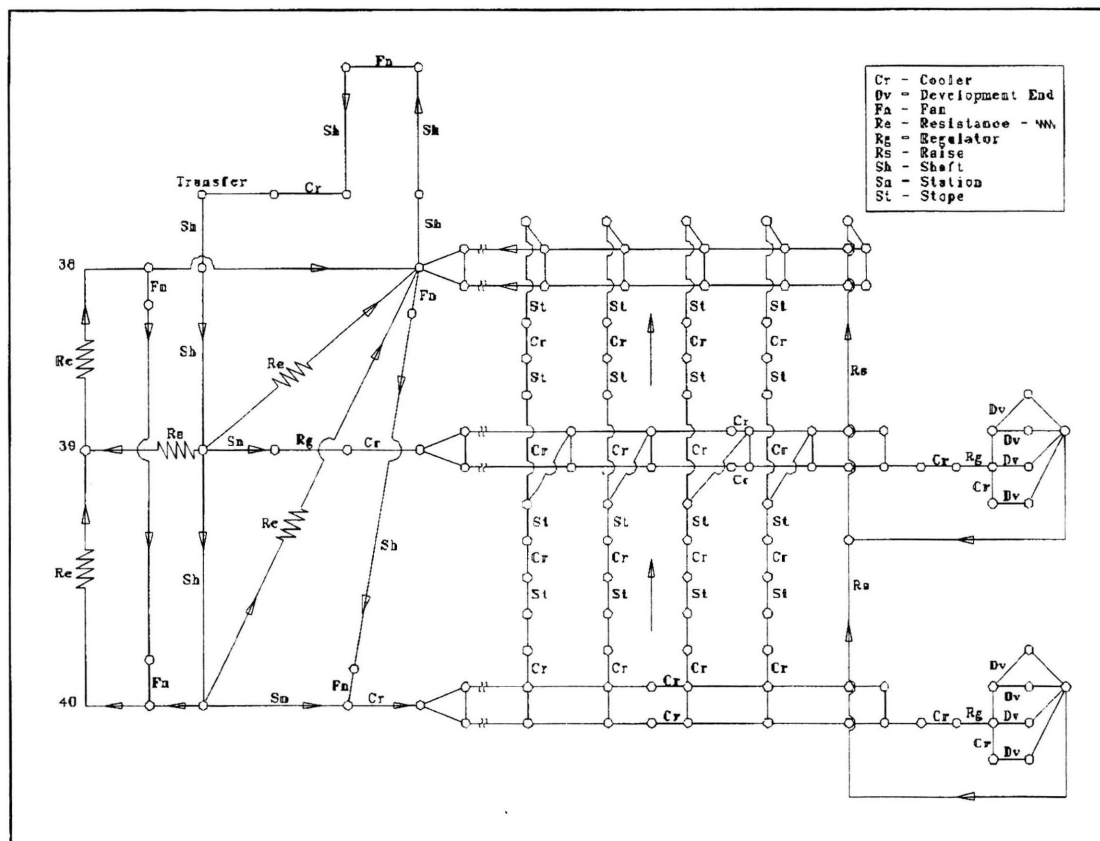 Cr - Cooler
Dv - Development End
Fn - Fan
Re - Resistance -
Rg - Regulator
Rs - Raise
Sh - Shaft
Sn - Station
St - Stope
Fn
Sh Sh
Transfer Cr
Sh Sh
38
Fn Fn
St St St St
Cr Cr Cr Cr
Re Sh Re
St St St St Rs
Cr Dv
39 Re Sn Rg Cr Cr Cr Cr Cr Dv
Cr Cr Rg Dv
Cr Dv
Re St St St St
Sh Cr Cr Cr Cr
Re Sh St St St St Rs
Cr Cr Cr Cr Dv
Cr
40 Fn Sn Fn Cr Dv
Cr Cr Rg Dv
Cr Dv